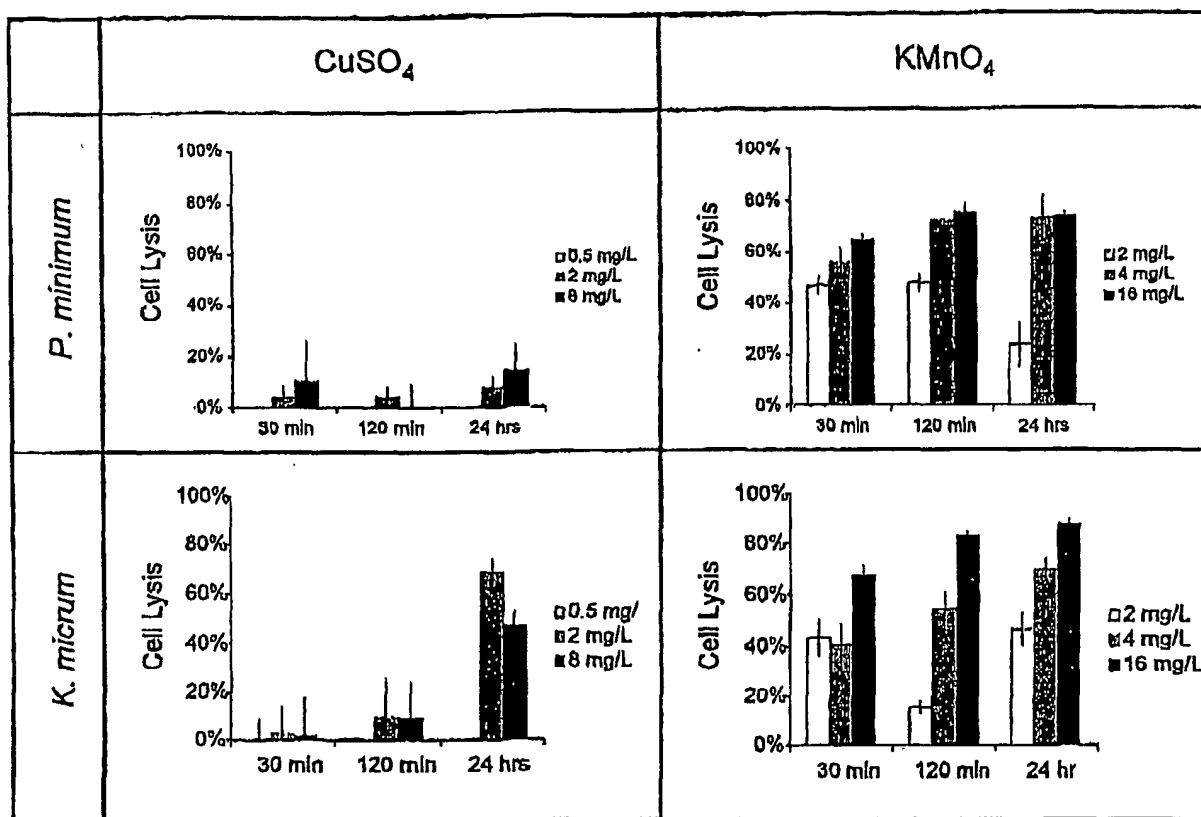 CuSO4
KMnO4
P. minimum
Cell Lysis
100%
80%
60%
40%
20%
0%
30 min
120 min
24 hrs
0.5 mg/L
2 mg/L
8 mg/L
Cell Lysis
100%
80%
60%
40%
20%
0%
30 min
120 min
24 hrs
2 mg/L
4 mg/L
16 mg/L
K. micrum
Cell Lysis
100%
80%
60%
40%
20%
0%
30 min
120 min
24 hrs
0.5 mg/
2 mg/L
8 mg/L
Cell Lysis
100%
80%
60%
40%
20%
0%
30 min
120 min
24 hr
2 mg/L
4 mg/L
16 mg/L